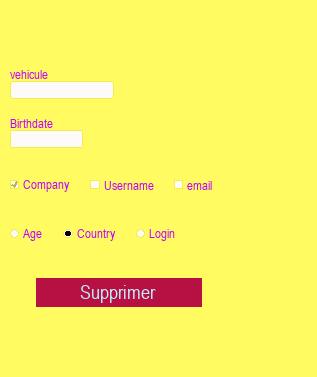 vehicule
Birthdate
Company Username email
Age Country Login
Supprimer